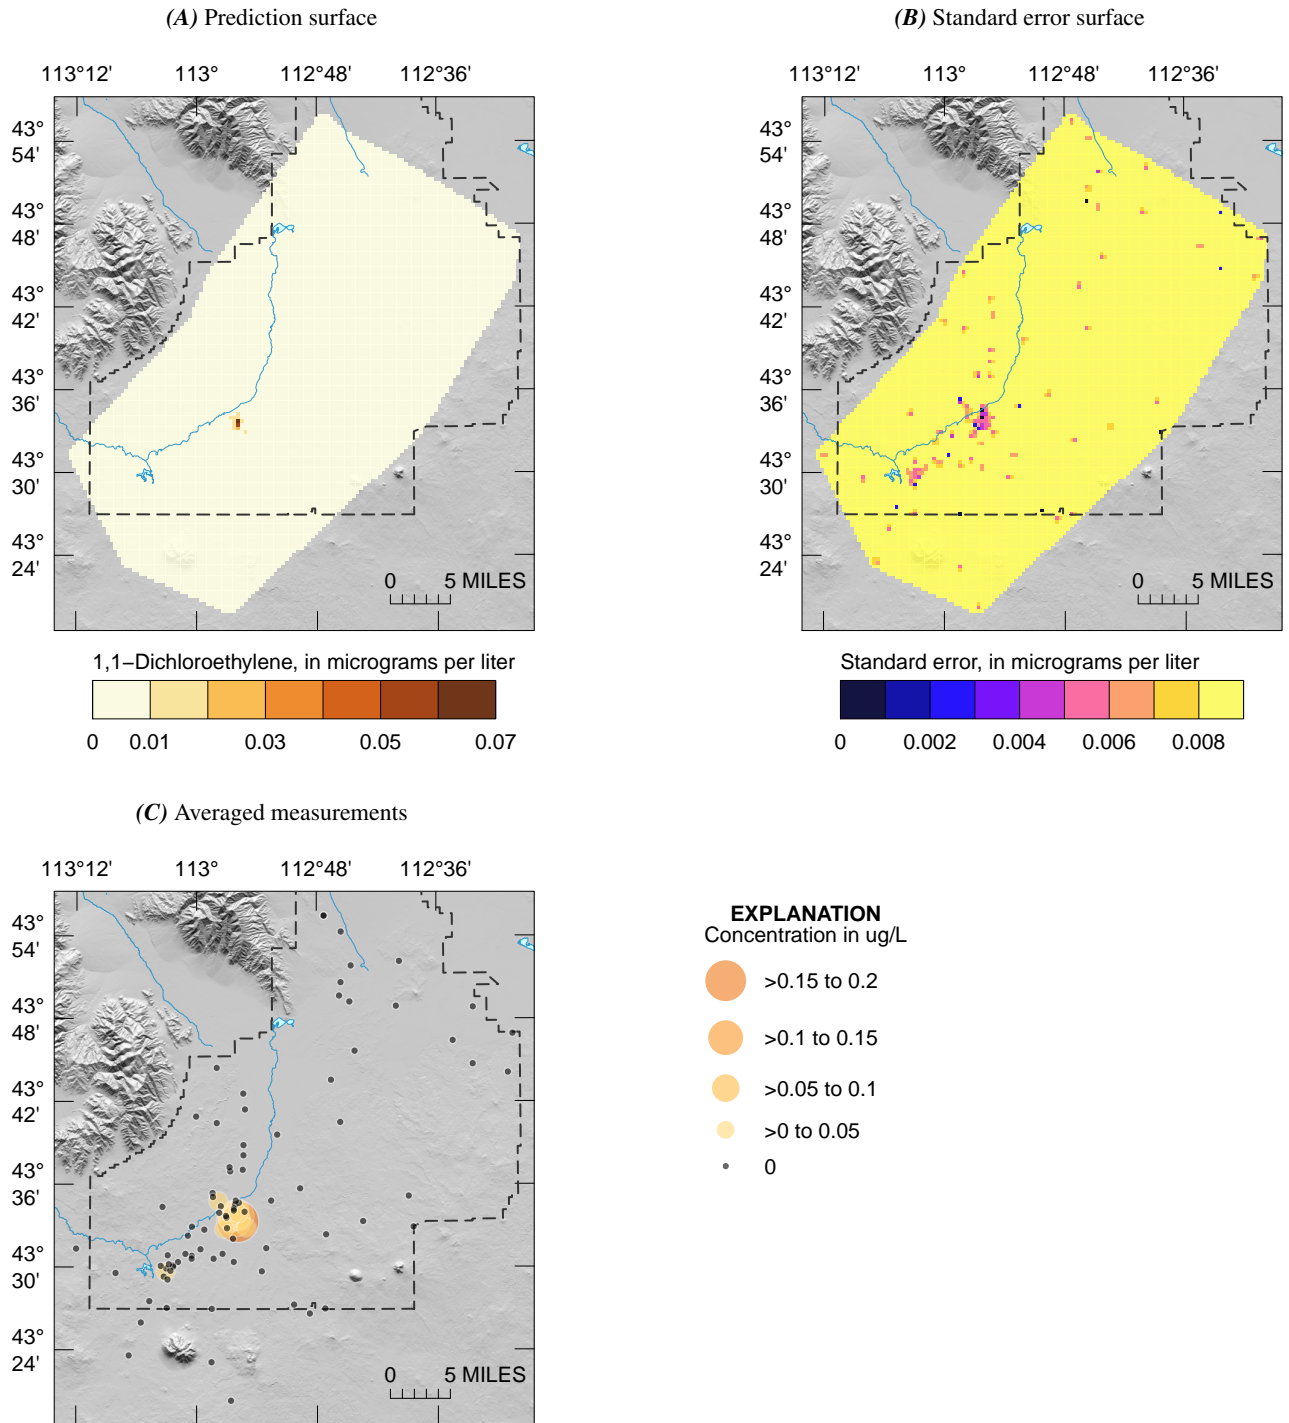 (A) Prediction surface
(B) Standard error surface
113°12' 113° 112°48' 112°36'
113°12' 113° 112°48' 112°36'
43°
54'
43°
48'
43°
42'
43°
36'
43°
30'
43°
24'
0 5 MILES
43°
54'
43°
48'
43°
42'
43°
36'
43°
30'
43°
24'
0 5 MILES
1,1−Dichloroethylene, in micrograms per liter
0 0.01 0.03 0.05 0.07
Standard error, in micrograms per liter
0 0.002 0.004 0.006 0.008
(C) Averaged measurements
113°12' 113° 112°48' 112°36'
43°
54'
43°
48'
43°
42'
43°
36'
43°
30'
43°
24'
0 5 MILES
EXPLANATION
Concentration in ug/L
>0.15 to 0.2
>0.1 to 0.15
>0.05 to 0.1
>0 to 0.05
0